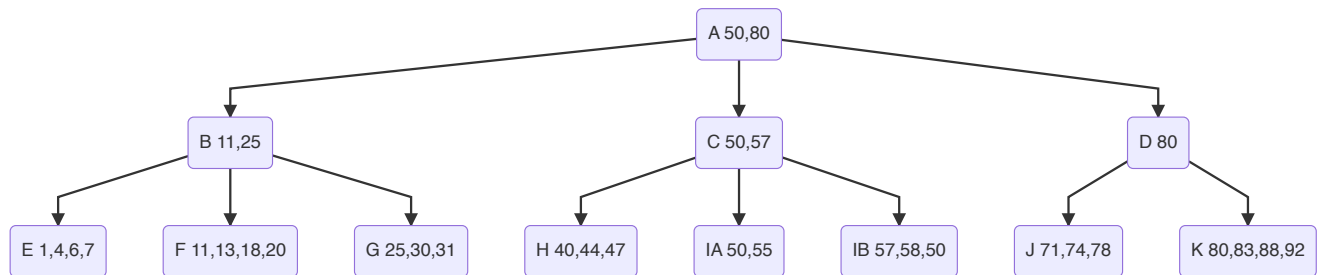 A 50,80
B 11,25
C 50,57
D 80
E 1,4,6,7
F 11,13,18,20
G 25,30,31
H 40,44,47
IA 50,55
IB 57,58,50
J 71,74,78
K 80,83,88,92